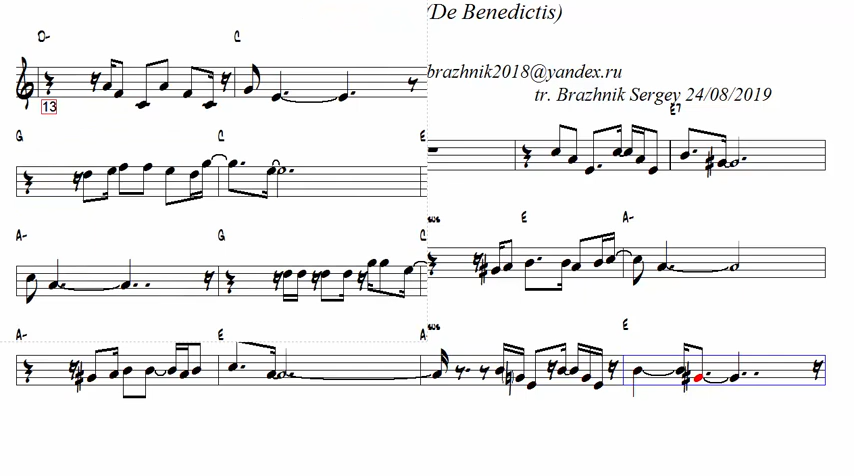 (De Benedictis)
D- C
brazhnik2018@yandex.ru
tr. Brazhnik Sergey 24/08/2019
13
E7
G C E
sus E A-
A- G C
sus E
A- E A